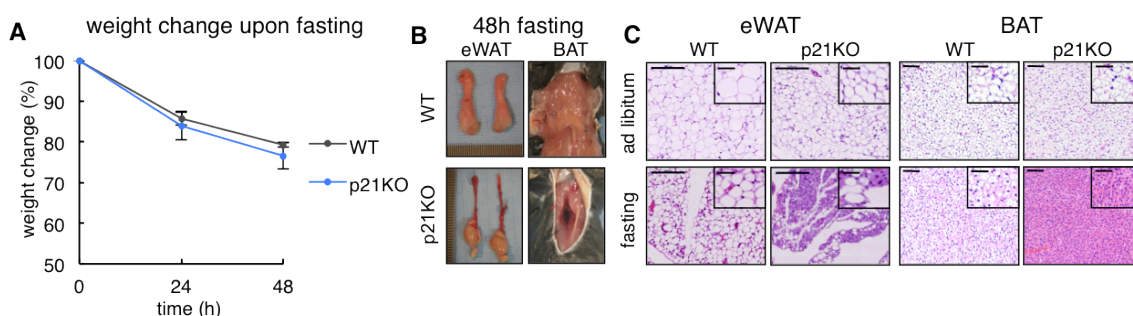 A
weight change upon fasting
weight change (%)
100
90
80
70
60
50
0
24
48
time (h)
WT
p21KO
B
48h fasting
eWAT
BAT
WT
p21KO
C
eWAT
BAT
WT
p21KO
WT
p21KO
ad libitum
fasting